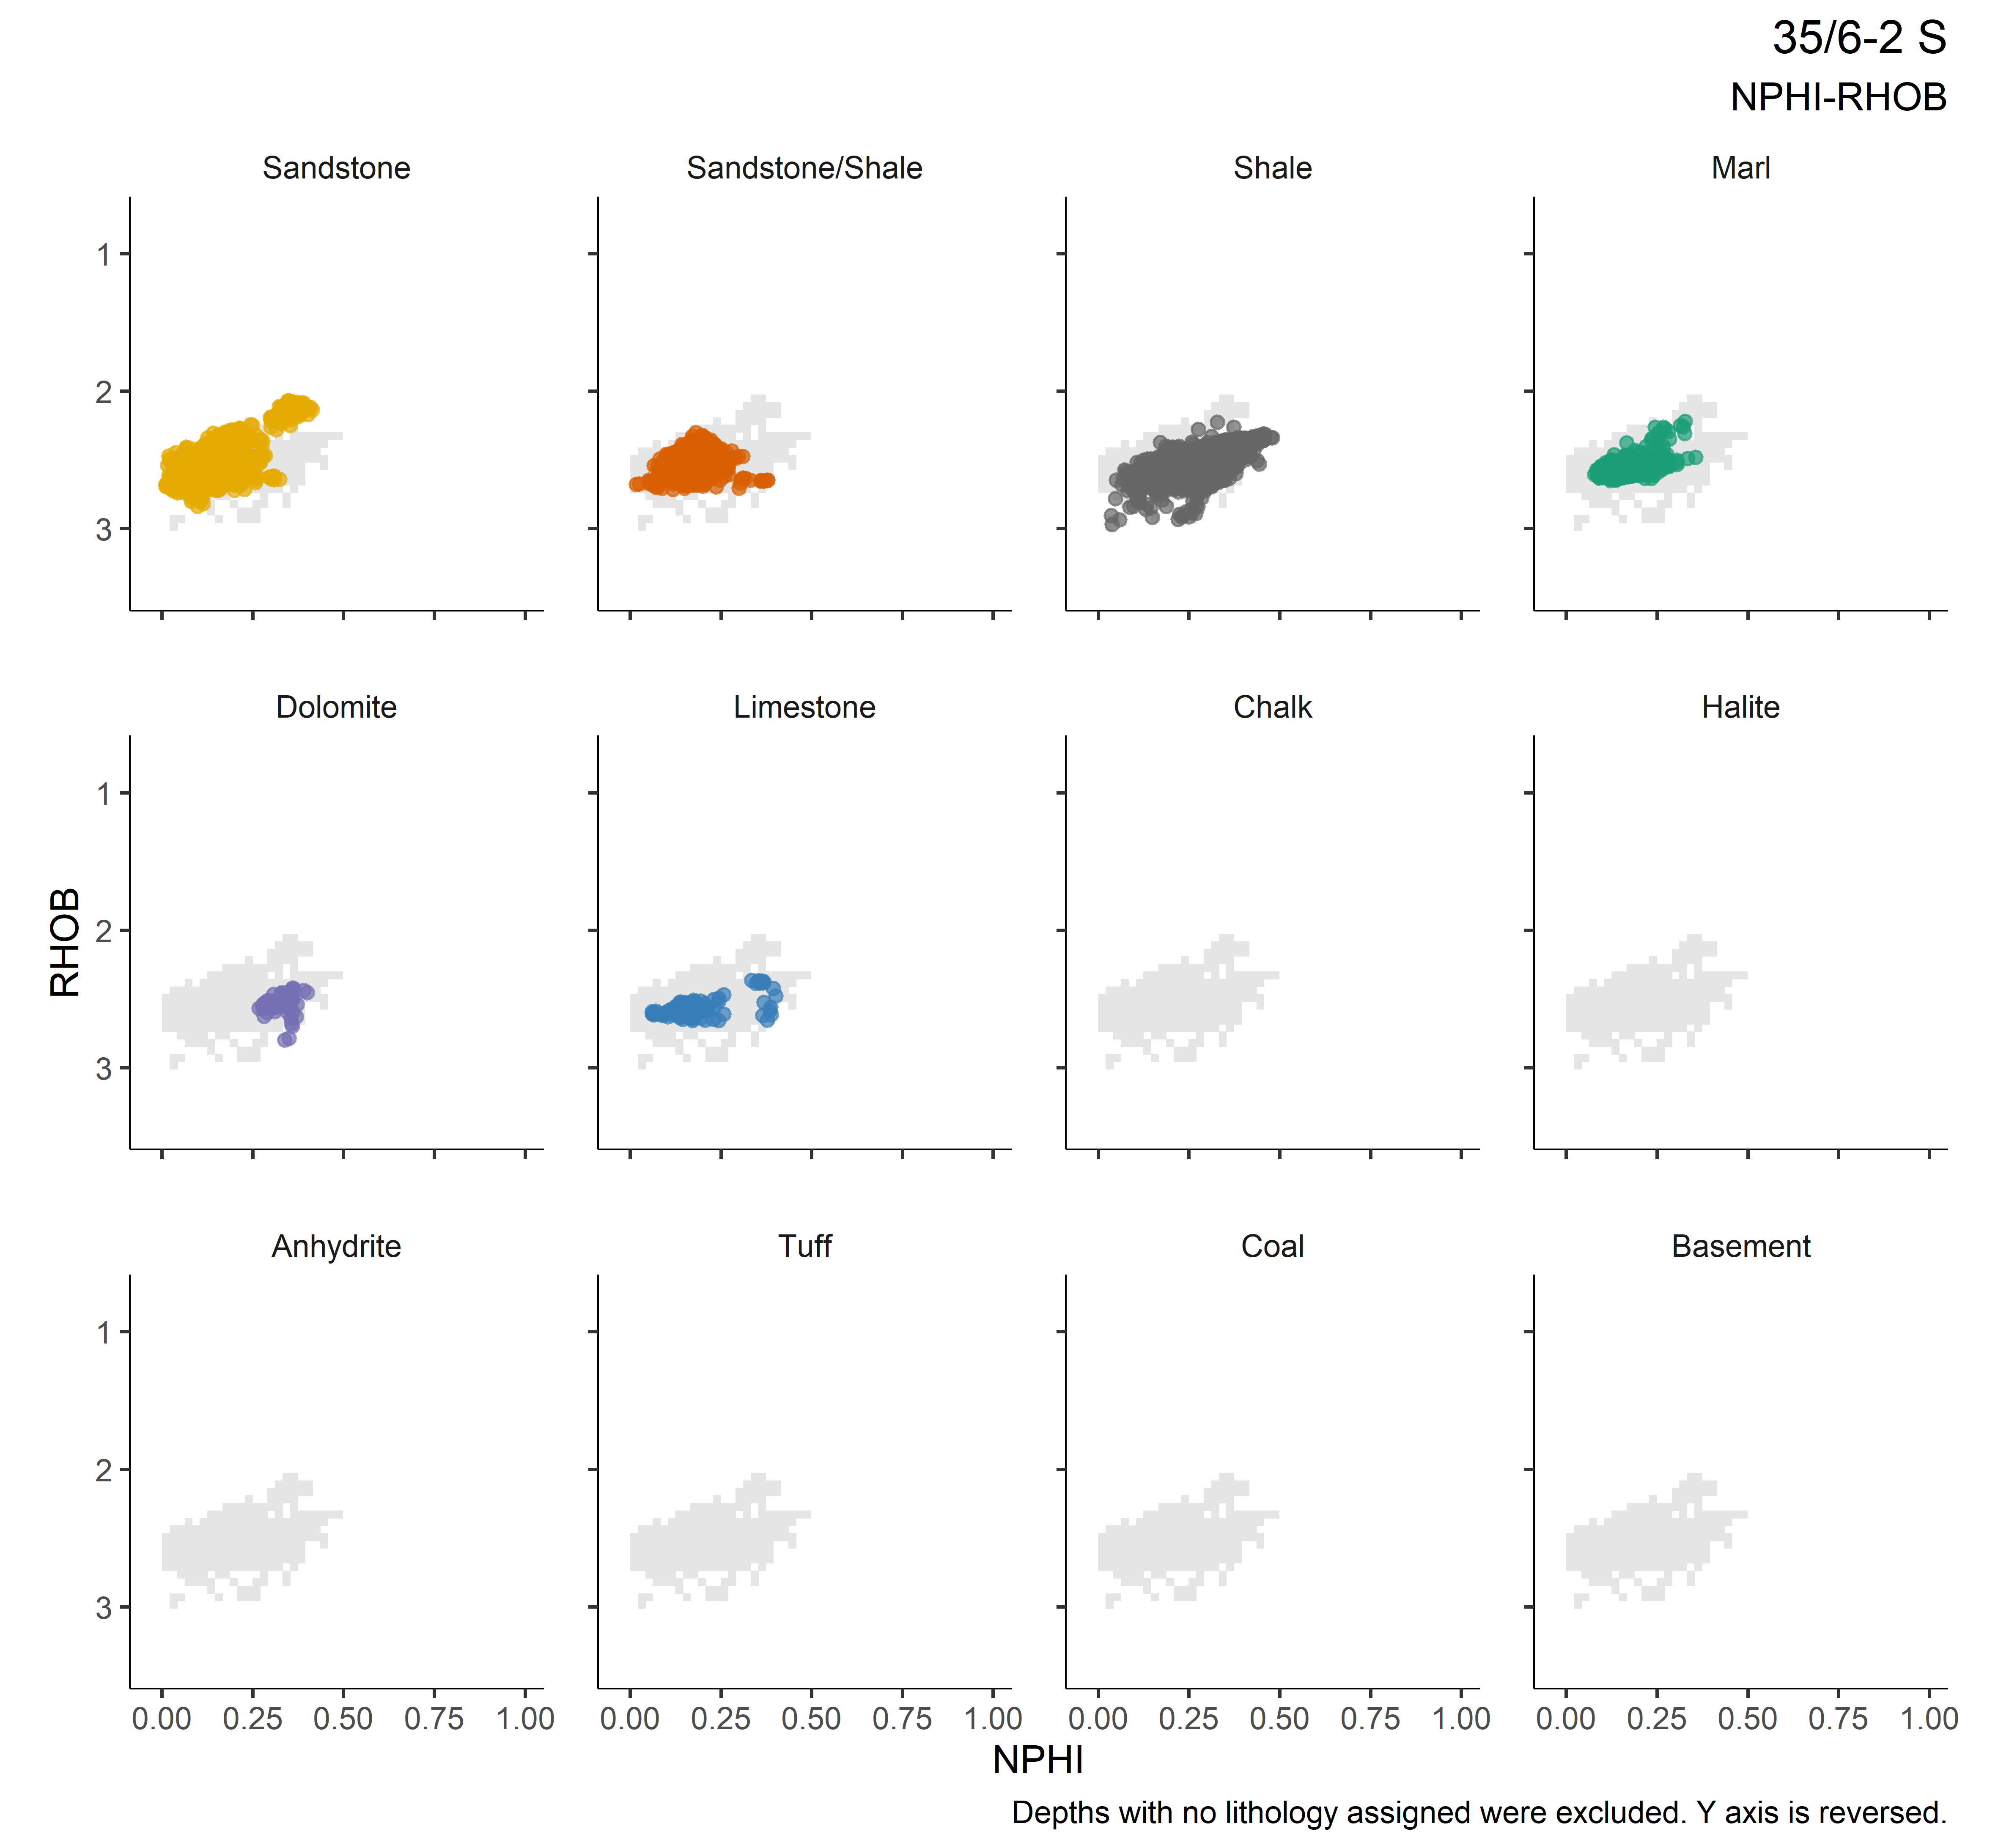 35/6-2 S
NPHI-RHOB
Sandstone Sandstone/Shale Shale Marl
1
2
3
Dolomite Limestone Chalk Halite
1
2
3
RHOB
Anhydrite Tuff Coal Basement
1
2
3
0.00 0.25 0.50 0.75 1.00 0.00 0.25 0.50 0.75 1.00 0.00 0.25 0.50 0.75 1.00 0.00 0.25 0.50 0.75 1.00
NPHI
Depths with no lithology assigned were excluded. Y axis is reversed.